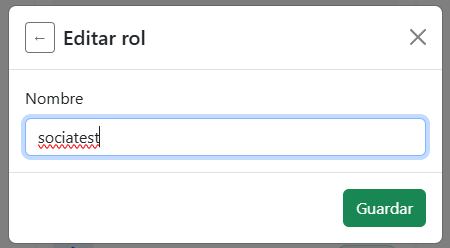 ← Editar rol
Nombre
sociatest
Guardar